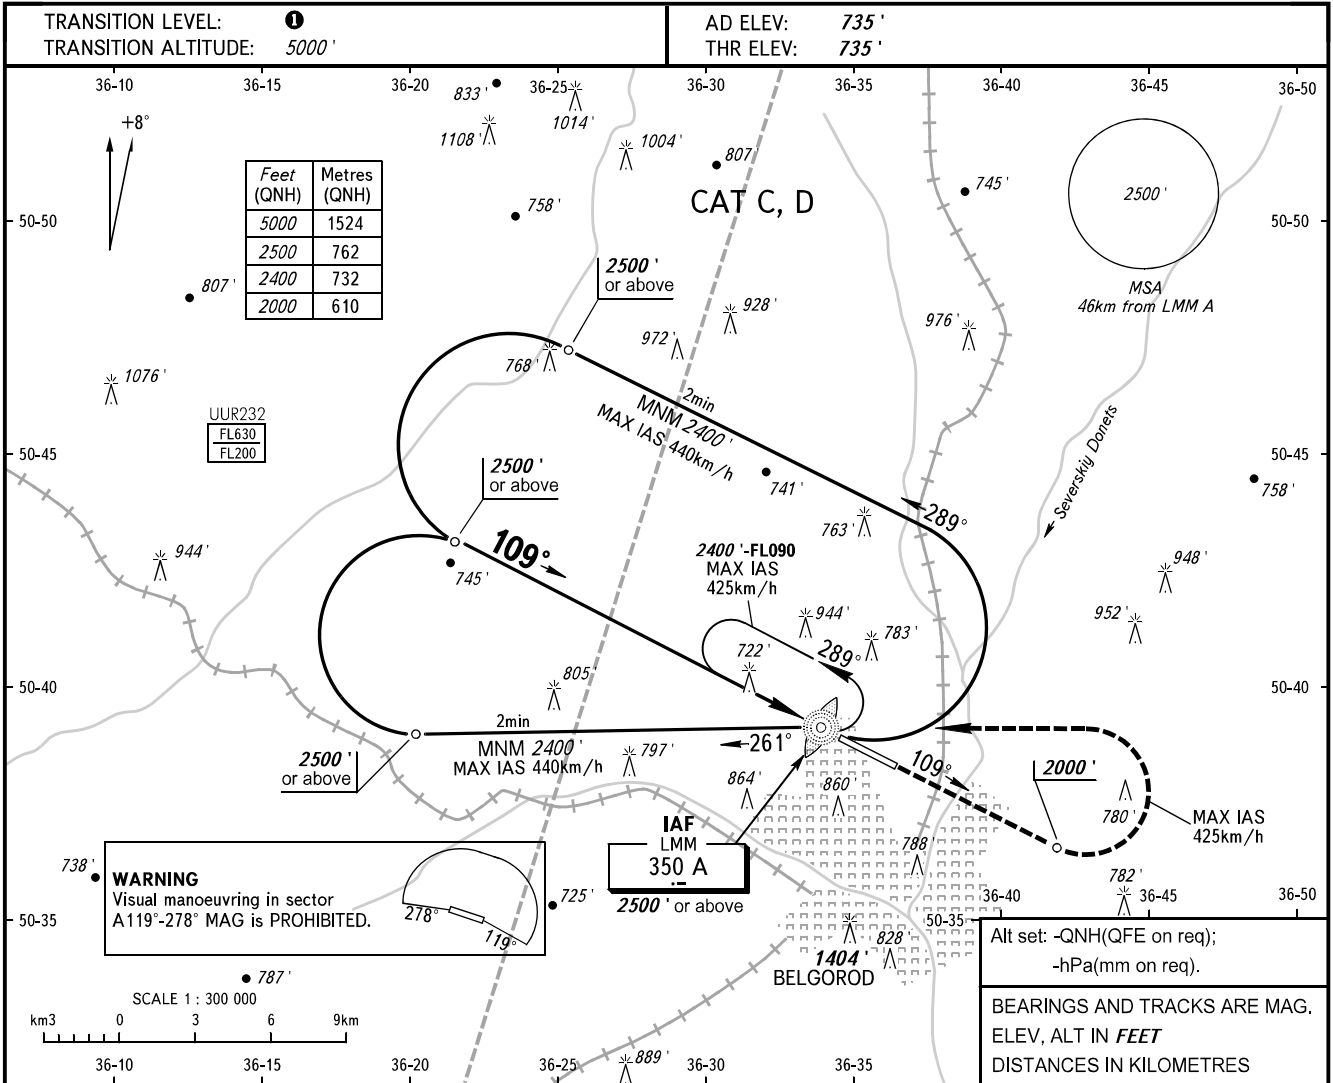 TRANSITION LEVEL: ❶
TRANSITION ALTITUDE: 5000 '
AD ELEV: 735 '
THR ELEV: 735 '
36-10 36-15 36-20 36-25 36-30 36-35 36-40 36-45 36-50
833 '
1014 '
1108 '
1004 '
807 '
+8°
Feet (QNH) Metres (QNH)
5000 1524
2500 762
2400 732
2000 610
CAT C, D
745 '
2500 '
MSA
46km from LMM A
50-50 50-50
758 '
807 '
2500 '
or above
928 '
972 '
976 '
768 '
1076 '
UUR232
FL630
FL200
2min
MNM 2400 '
MAX IAS 440km/h
Severskiy Donets
50-45 50-45
2500 '
or above
741 '
758 '
763 '
289°
109°
944 '
745 '
2400 '-FL090
MAX IAS
425km/h
948 '
952 '
944 '
783 '
722 '
289°
805 '
50-40 50-40
2min
MNM 2400 '
MAX IAS 440km/h
261°
2500 '
or above
797 '
864 '
860 '
109°
2000 '
780 '
MAX IAS
425km/h
IAF
LMM
350 A
.-
2500 ' or above
788 '
782 '
738 '
WARNING
Visual manoeuvring in sector
A119°-278° MAG is PROHIBITED.
278°
119°
725 '
36-40 36-45 36-50
50-35 50-35
1404 '
BELGOROD
828 '
Alt set: -QNH(QFE on req);
-hPa(mm on req).
787 '
SCALE 1 : 300 000
km3 0 3 6 9km
889 '
BEARINGS AND TRACKS ARE MAG.
ELEV, ALT IN FEET
DISTANCES IN KILOMETRES
36-10 36-15 36-20 36-25 36-30 36-35